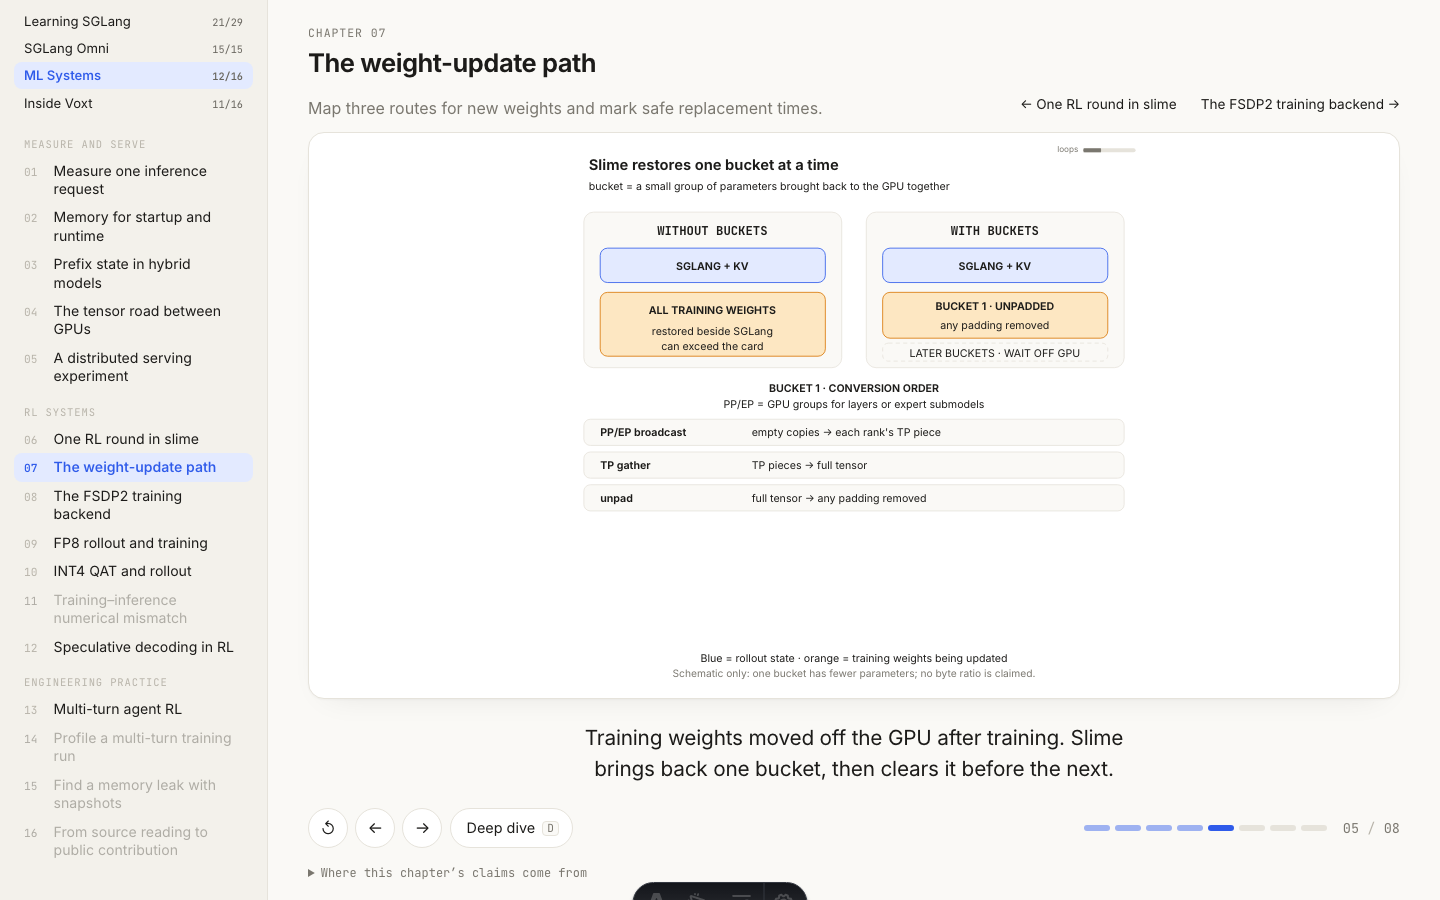 Learning SGLang 21/29
SGLang Omni 15/15
ML Systems 12/16
Inside Voxt 11/16
MEASURE AND SERVE
01 Measure one inference
request
02 Memory for startup and
runtime
03 Prefix state in hybrid
models
04 The tensor road between
GPUs
05 A distributed serving
experiment
RL SYSTEMS
06 One RL round in slime
07 The weight-update path
08 The FSDP2 training
backend
09 FP8 rollout and training
10 INT4 QAT and rollout
11 Training–inference
numerical mismatch
12 Speculative decoding in RL
ENGINEERING PRACTICE
13 Multi-turn agent RL
14 Profile a multi-turn training
run
15 Find a memory leak with
snapshots
16 From source reading to
public contribution
CHAPTER 07
The weight-update path
Map three routes for new weights and mark safe replacement times.
← One RL round in slime The FSDP2 training backend →
loops
Slime restores one bucket at a time
bucket = a small group of parameters brought back to the GPU together
WITHOUT BUCKETS
SGLANG + KV
ALL TRAINING WEIGHTS
restored beside SGLang
can exceed the card
WITH BUCKETS
SGLANG + KV
BUCKET 1 · UNPADDED
any padding removed
LATER BUCKETS · WAIT OFF GPU
BUCKET 1 · CONVERSION ORDER
PP/EP = GPU groups for layers or expert submodels
PP/EP broadcast empty copies → each rank's TP piece
TP gather TP pieces → full tensor
unpad full tensor → any padding removed
Blue = rollout state · orange = training weights being updated
Schematic only: one bucket has fewer parameters; no byte ratio is claimed.
Training weights moved off the GPU after training. Slime
brings back one bucket, then clears it before the next.
Deep dive D
05 / 08
▶ Where this chapter's claims come from